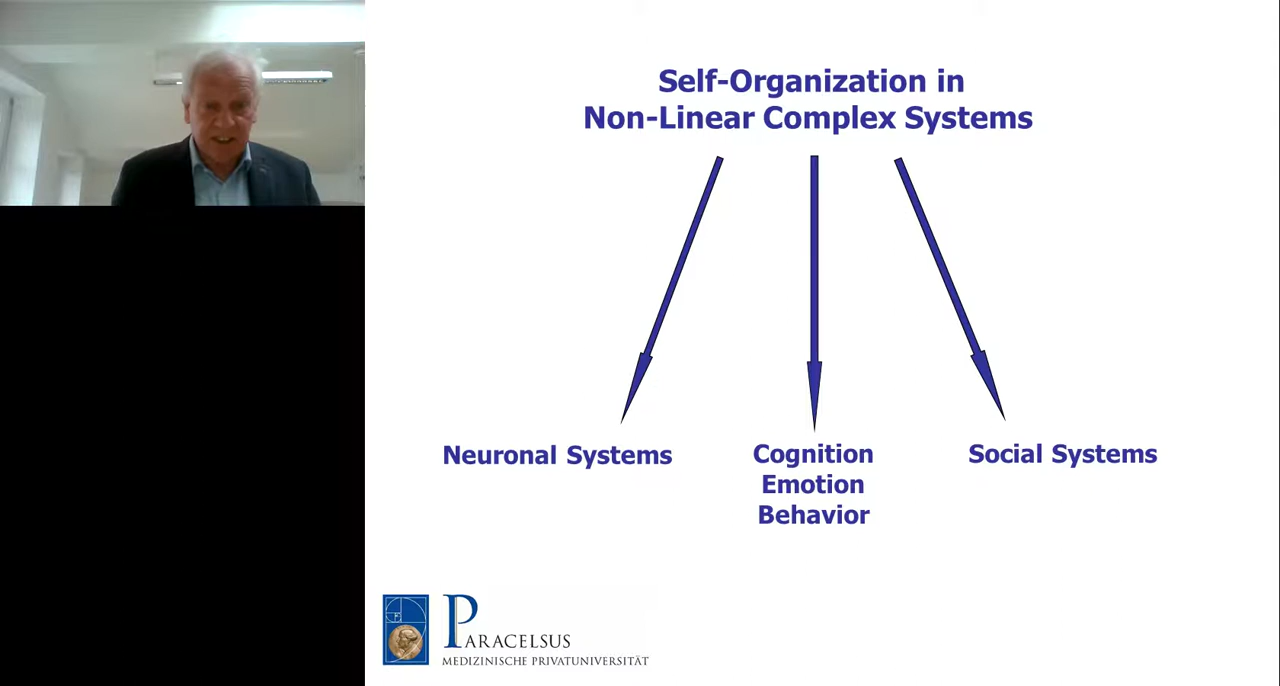 Self-Organization in
Non-Linear Complex Systems
Neuronal Systems
Cognition
Emotion
Behavior
Social Systems
PARACELSUS
MEDIZINISCHE PRIVATUNIVERSITÄT